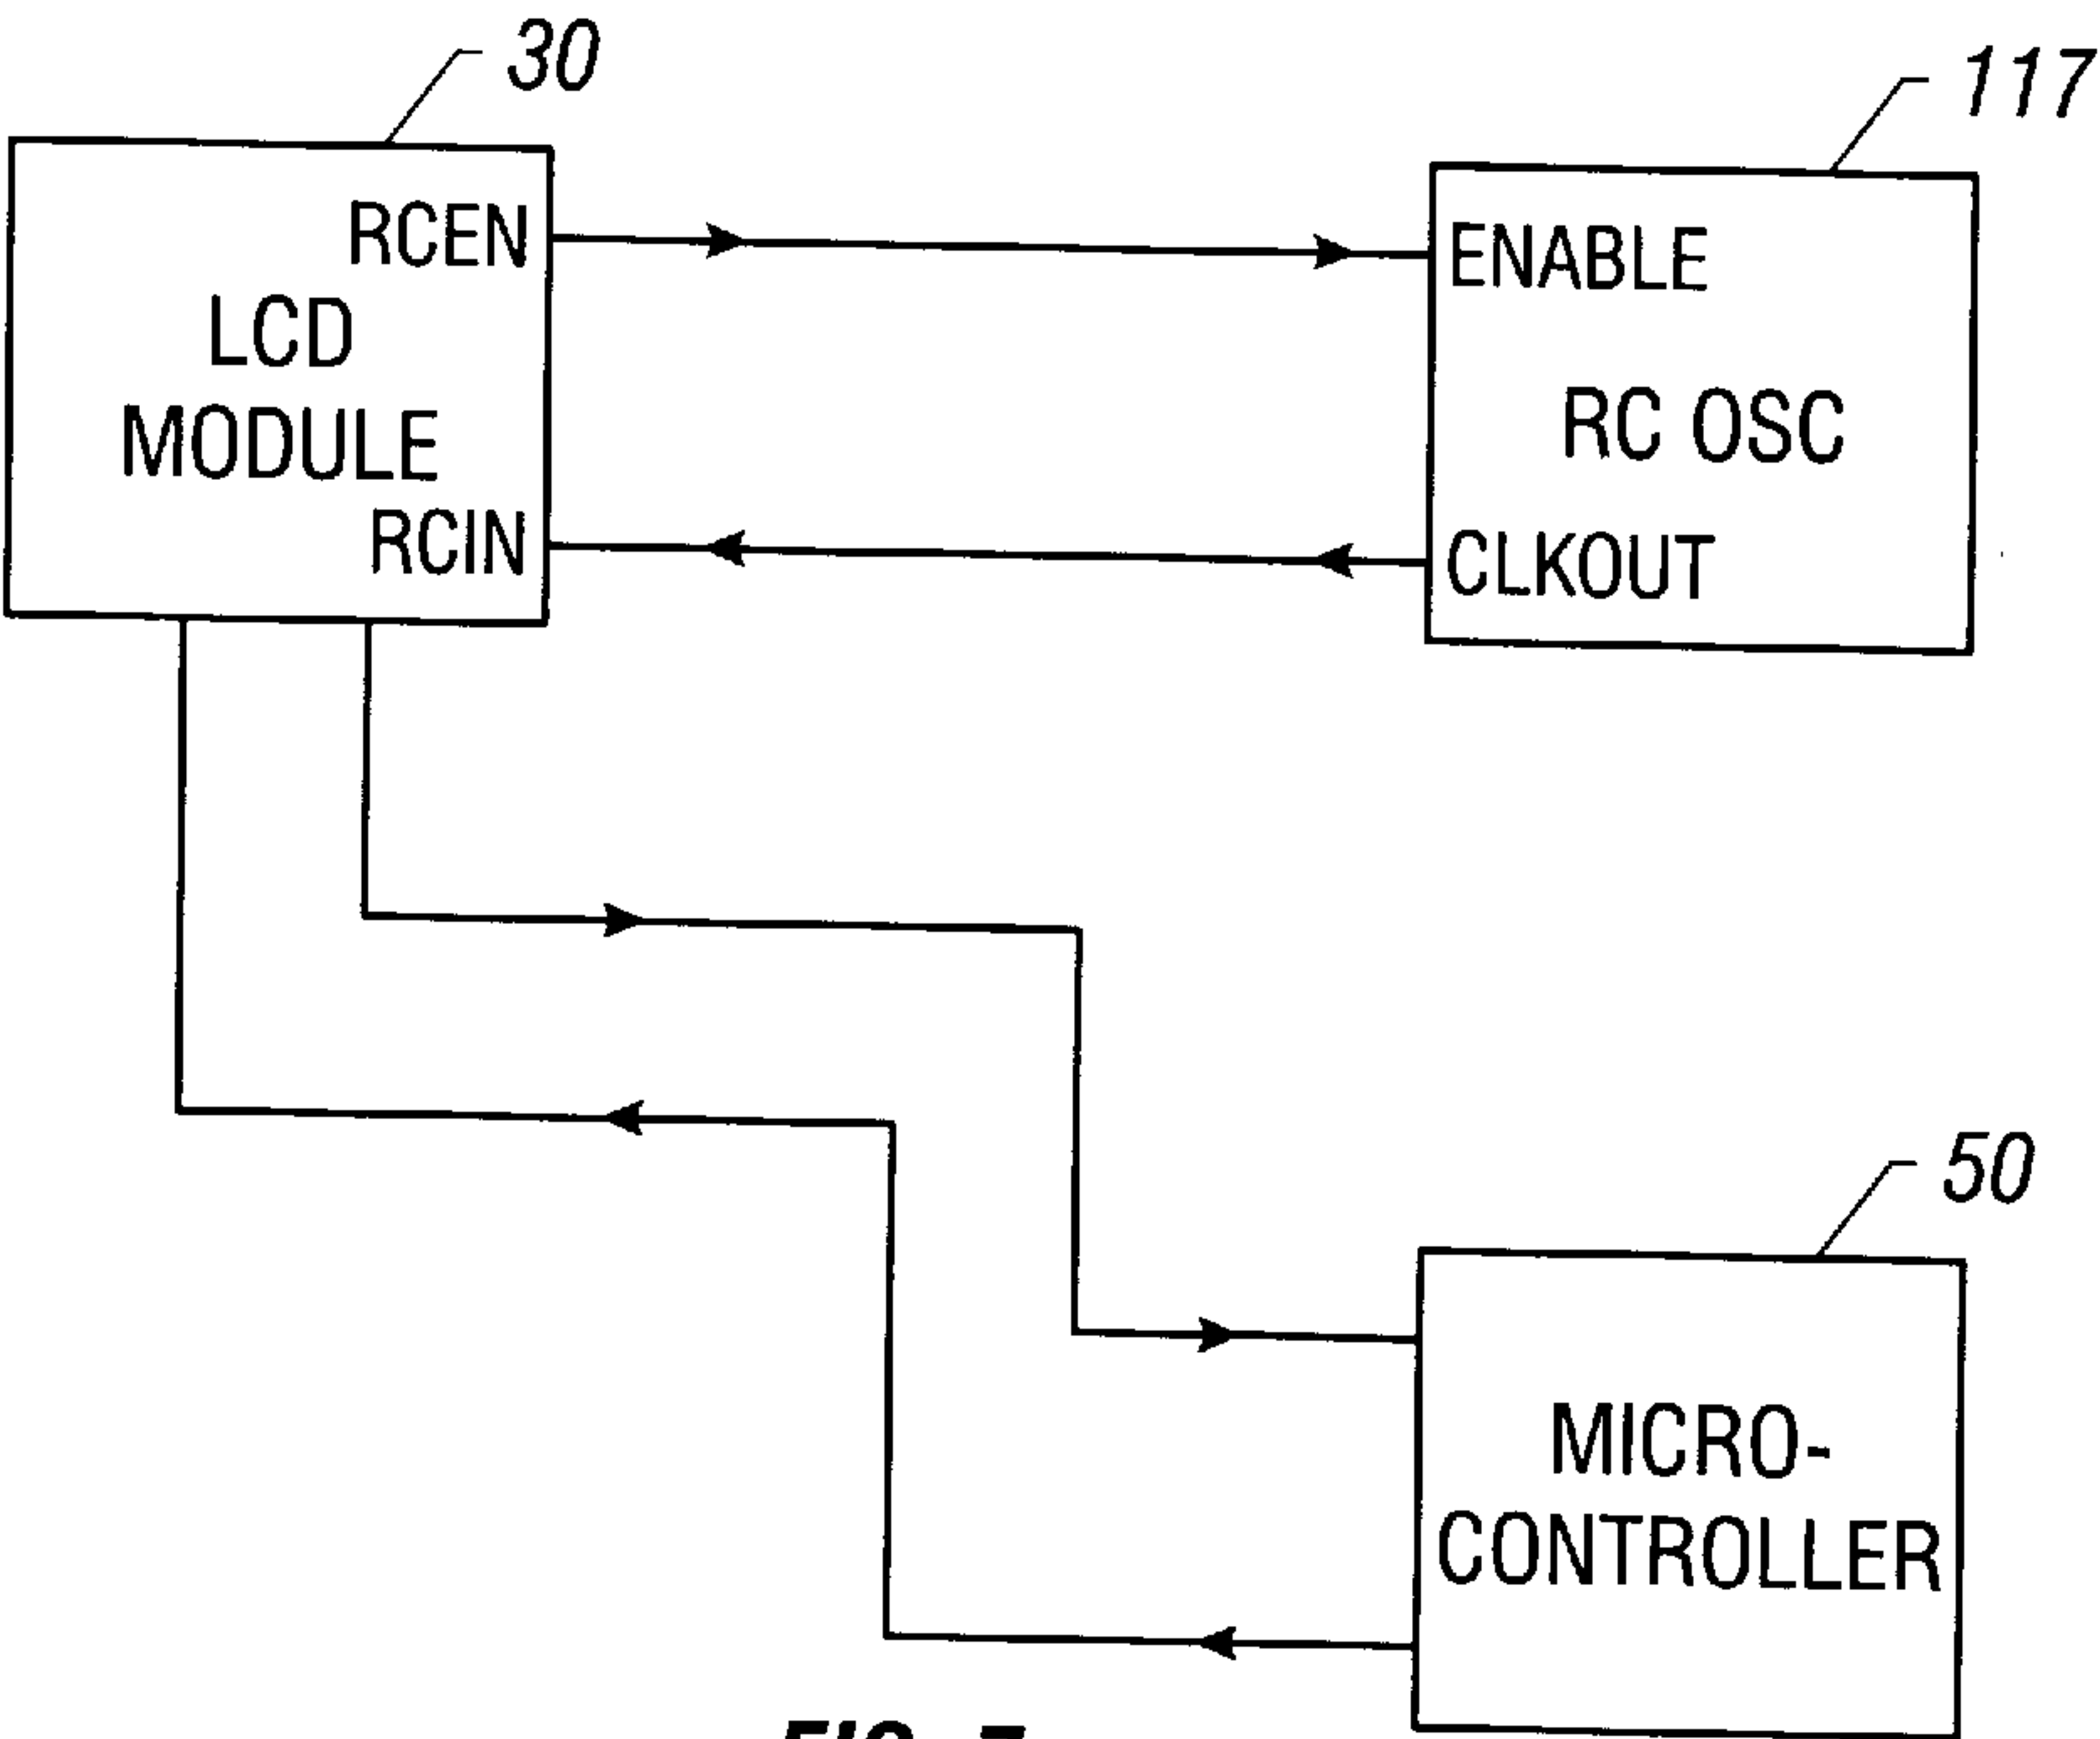 30
117
RCEN
ENABLE
LCD
MODULE
RC OSC
RCIN
CLKOUT
50
MICRO-
CONTROLLER